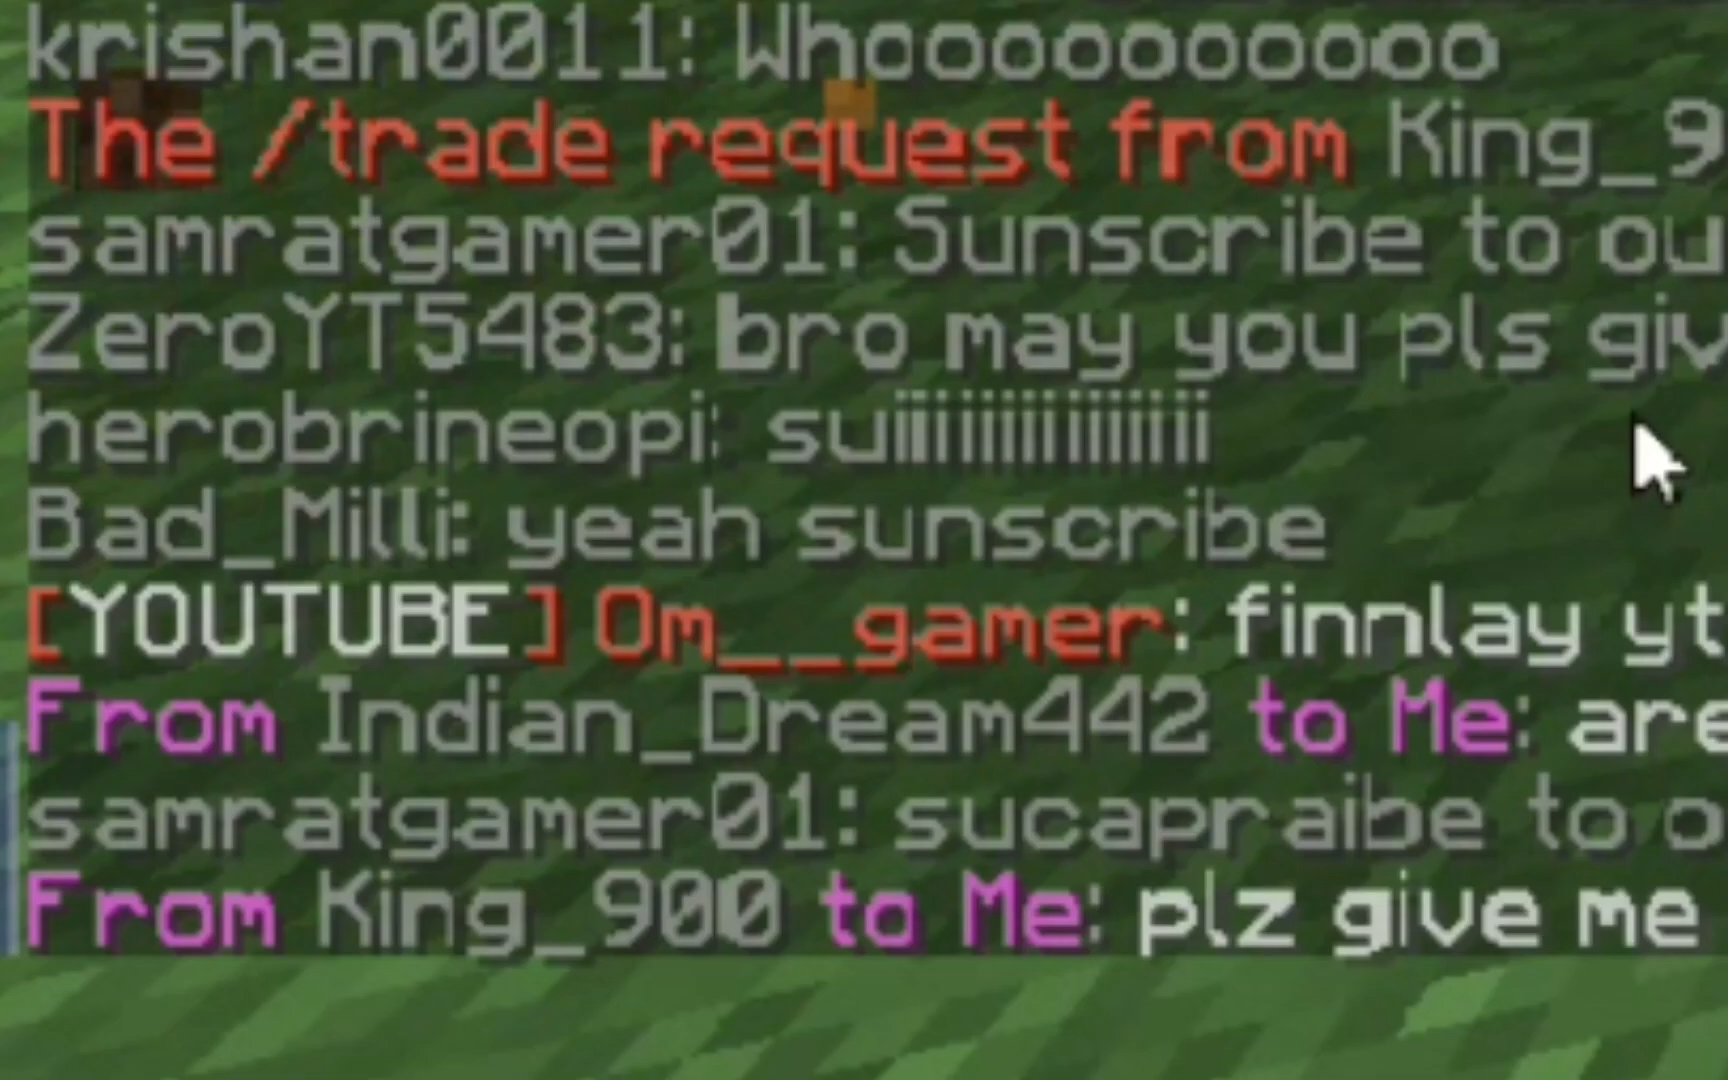 krishan0011: Whooooooooooo
The /trade request from King_9
samratgamer01: Sunscribe to ou
ZeroYT5483: bro may you pls giv
herobrineopi: suiiiiiiiiiiiiiiiii
Bad_Milli: yeah sunscribe
[YOUTUBE] Om__gamer: finnlay yt
From Indian_Dream442 to Me: are
samratgamer01: sucapraibe to o
From King_900 to Me: plz give me